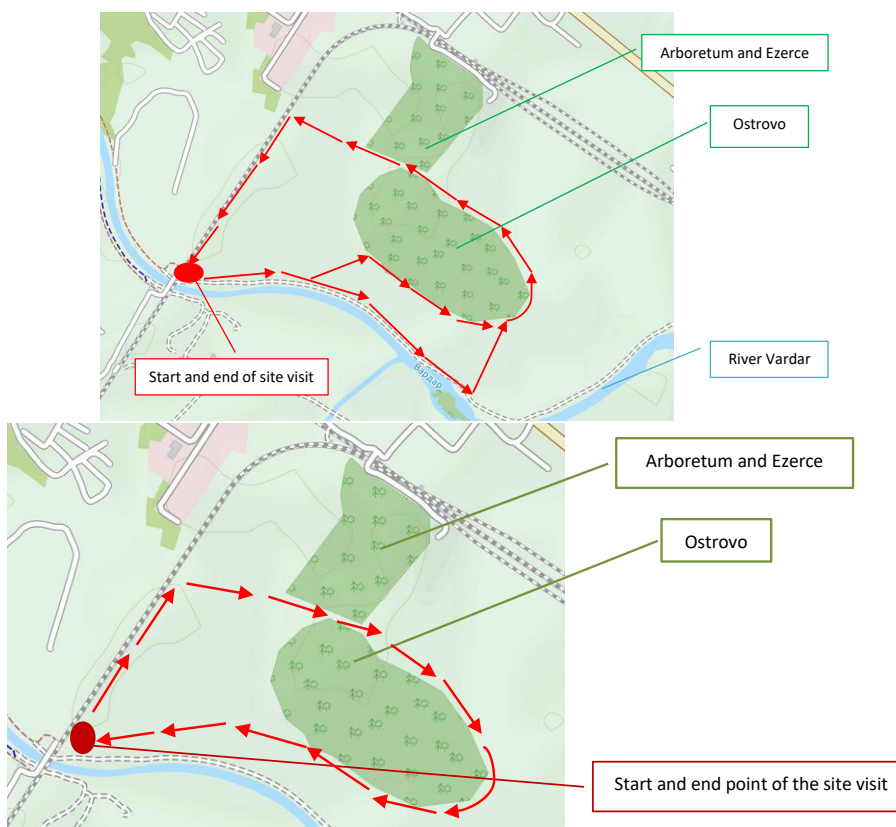 Arboretum and Ezerce
Ostrovo
River Vardar
Start and end of site visit
Вардар
Arboretum and Ezerce
Ostrovo
Start and end point of the site visit